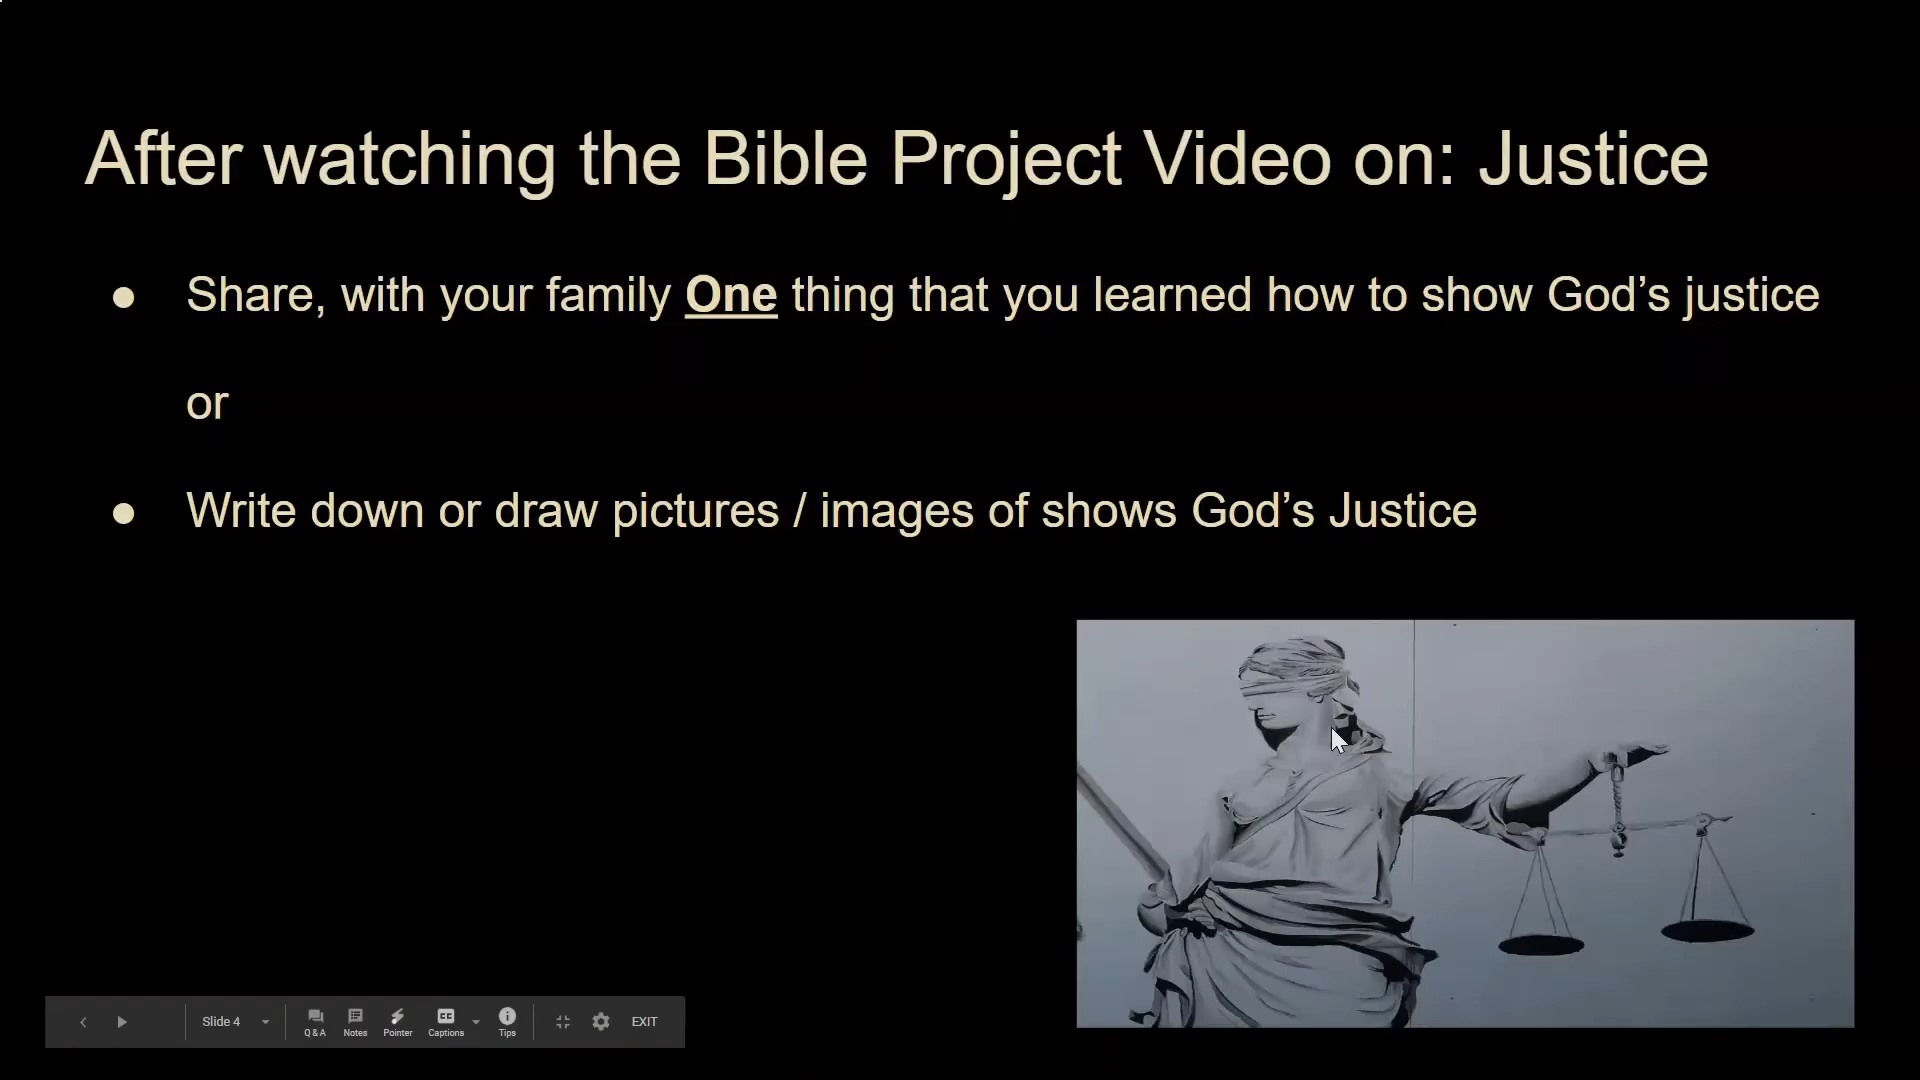 After watching the Bible Project Video on: Justice
● Share, with your family One thing that you learned how to show God’s justice
or
● Write down or draw pictures / images of shows God’s Justice
Slide 4
Q & A Notes Pointer Captions Tips EXIT